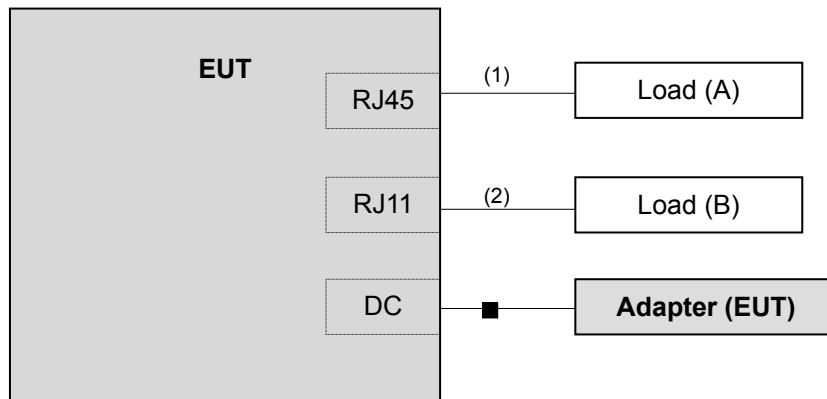 EUT
RJ45
(1)
Load (A)
RJ11
(2)
Load (B)
DC
Adapter (EUT)